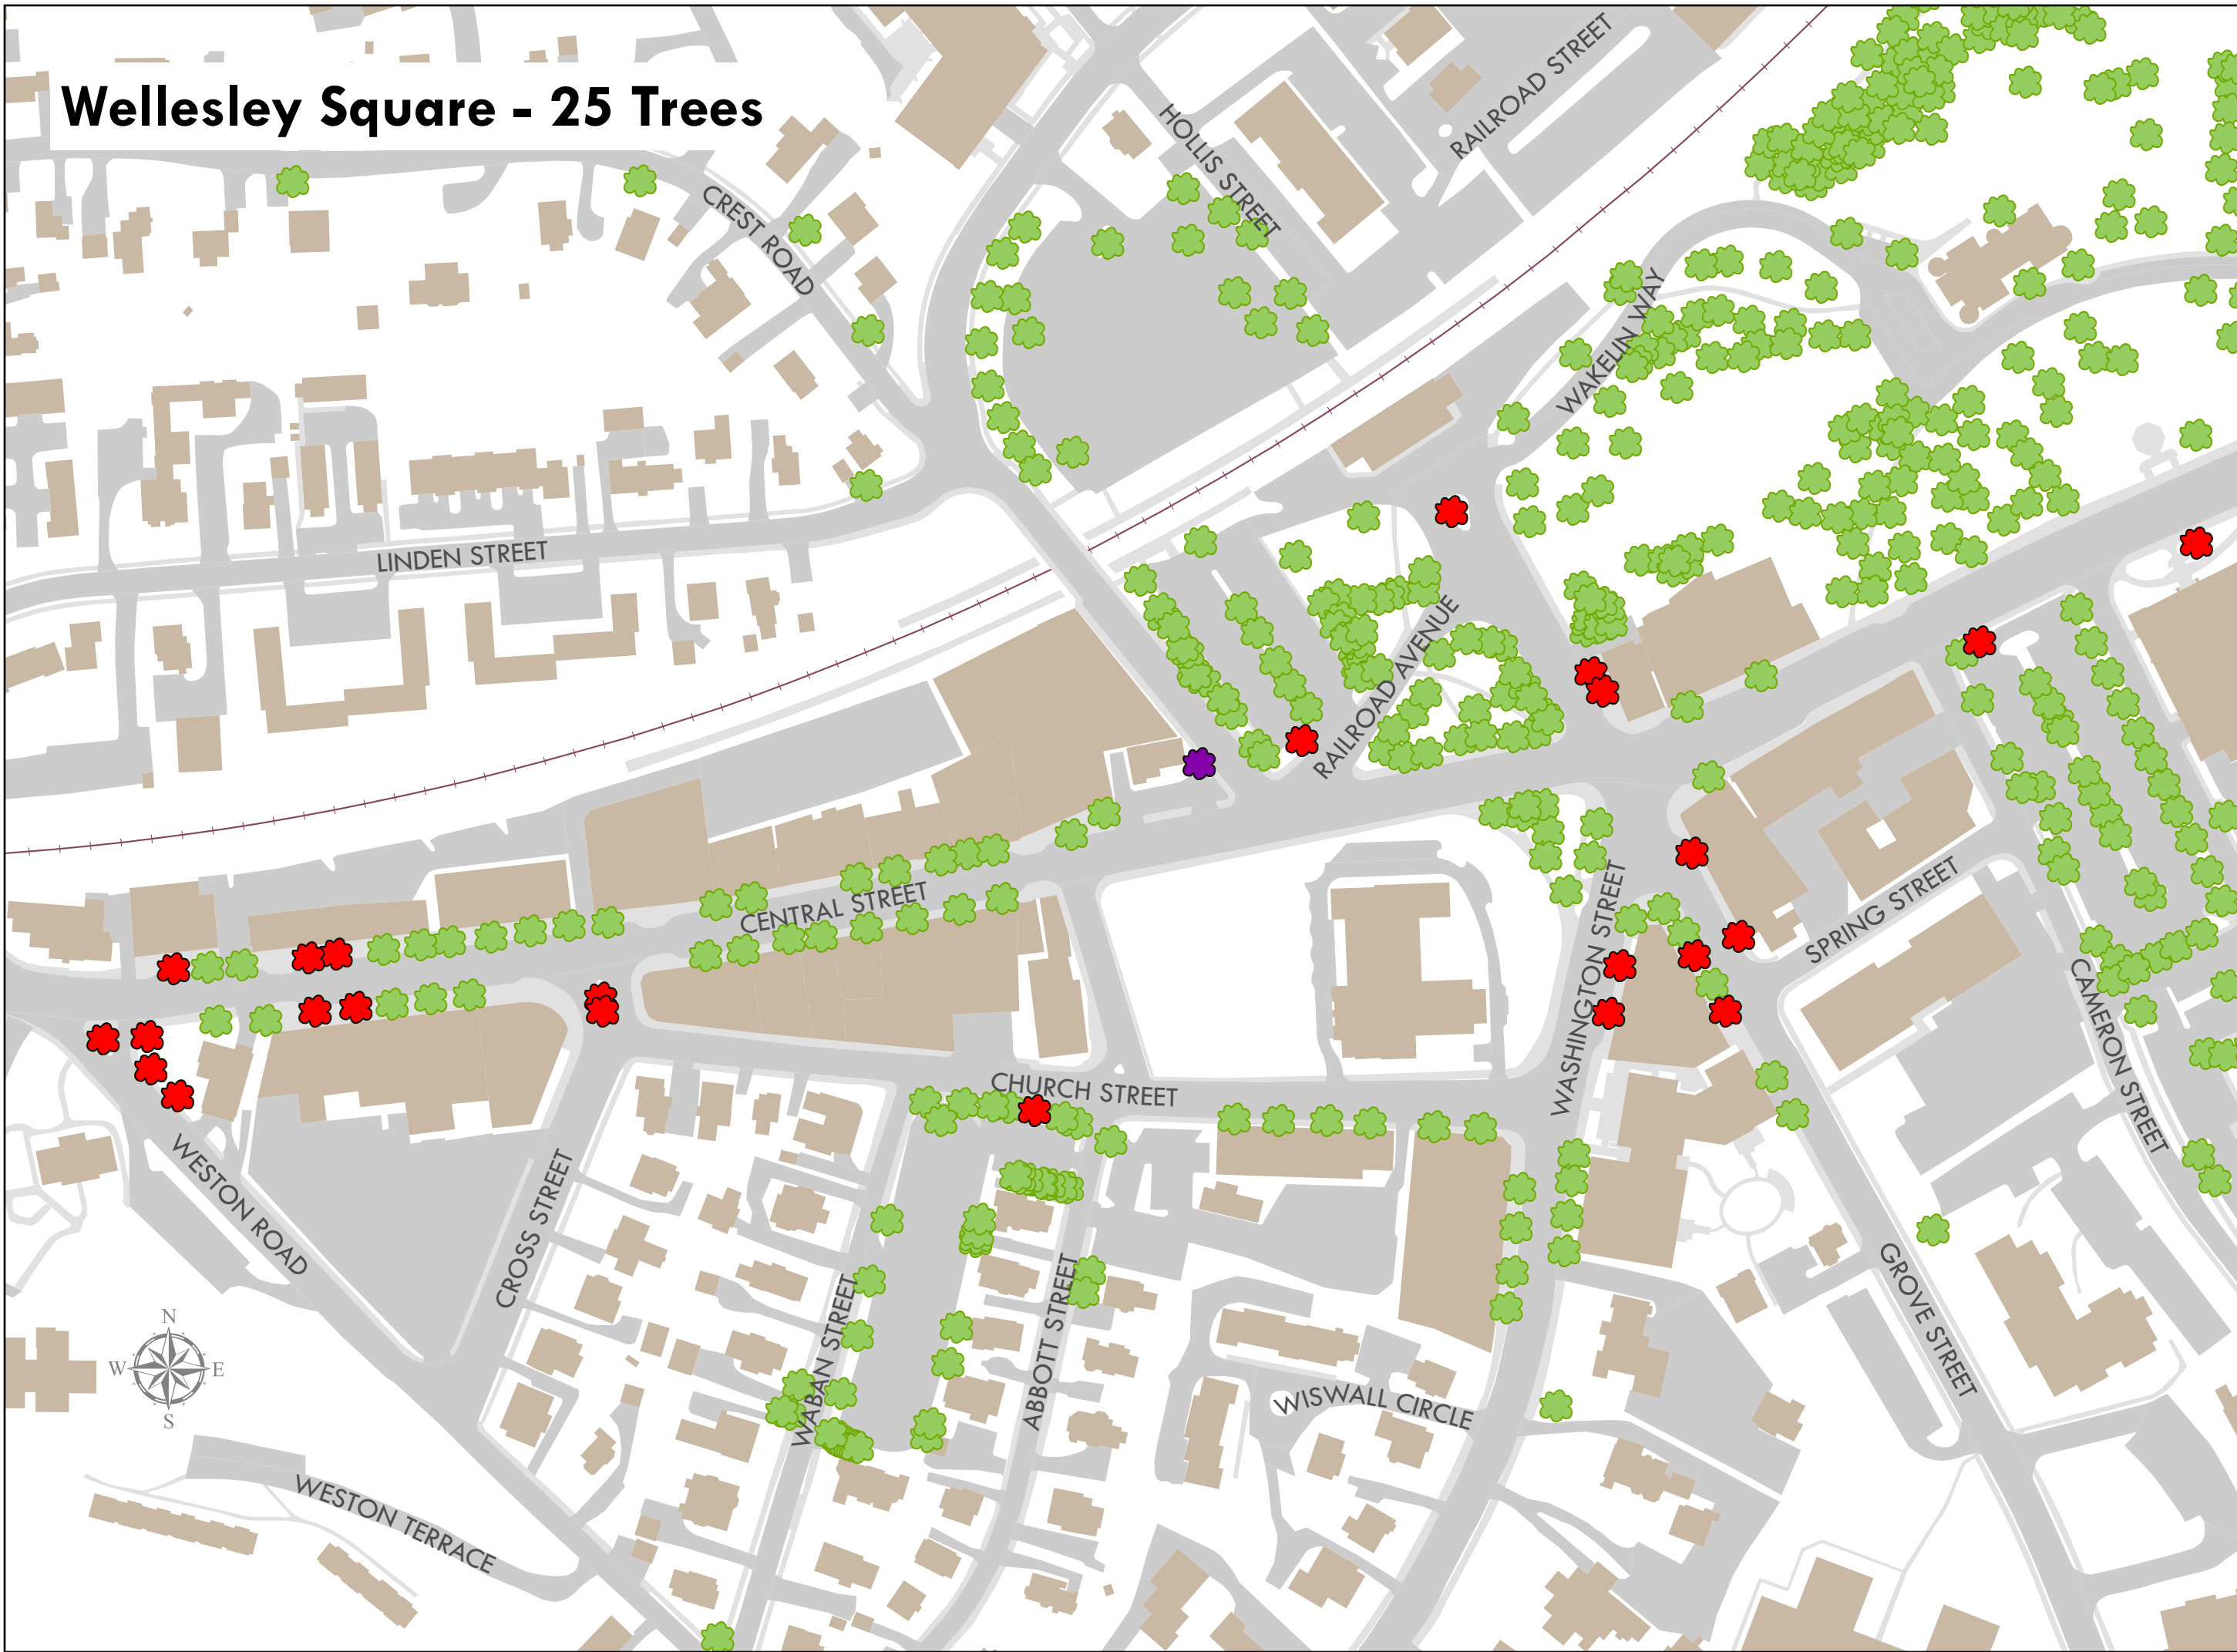 Wellesley Square - 25 Trees
RAILROAD STREET
HOLLIS STREET
CREST ROAD
WAKELIN WAY
LINDEN STREET
RAILROAD AVENUE
CENTRAL STREET
WASHINGTON STREET
SPRING STREET
CAMERON STREET
CHURCH STREET
WESTON ROAD
CROSS STREET
WABAN STREET
ABBOTT STREET
GROVE STREET
WISWALL CIRCLE
WESTON TERRACE
N
W E
S